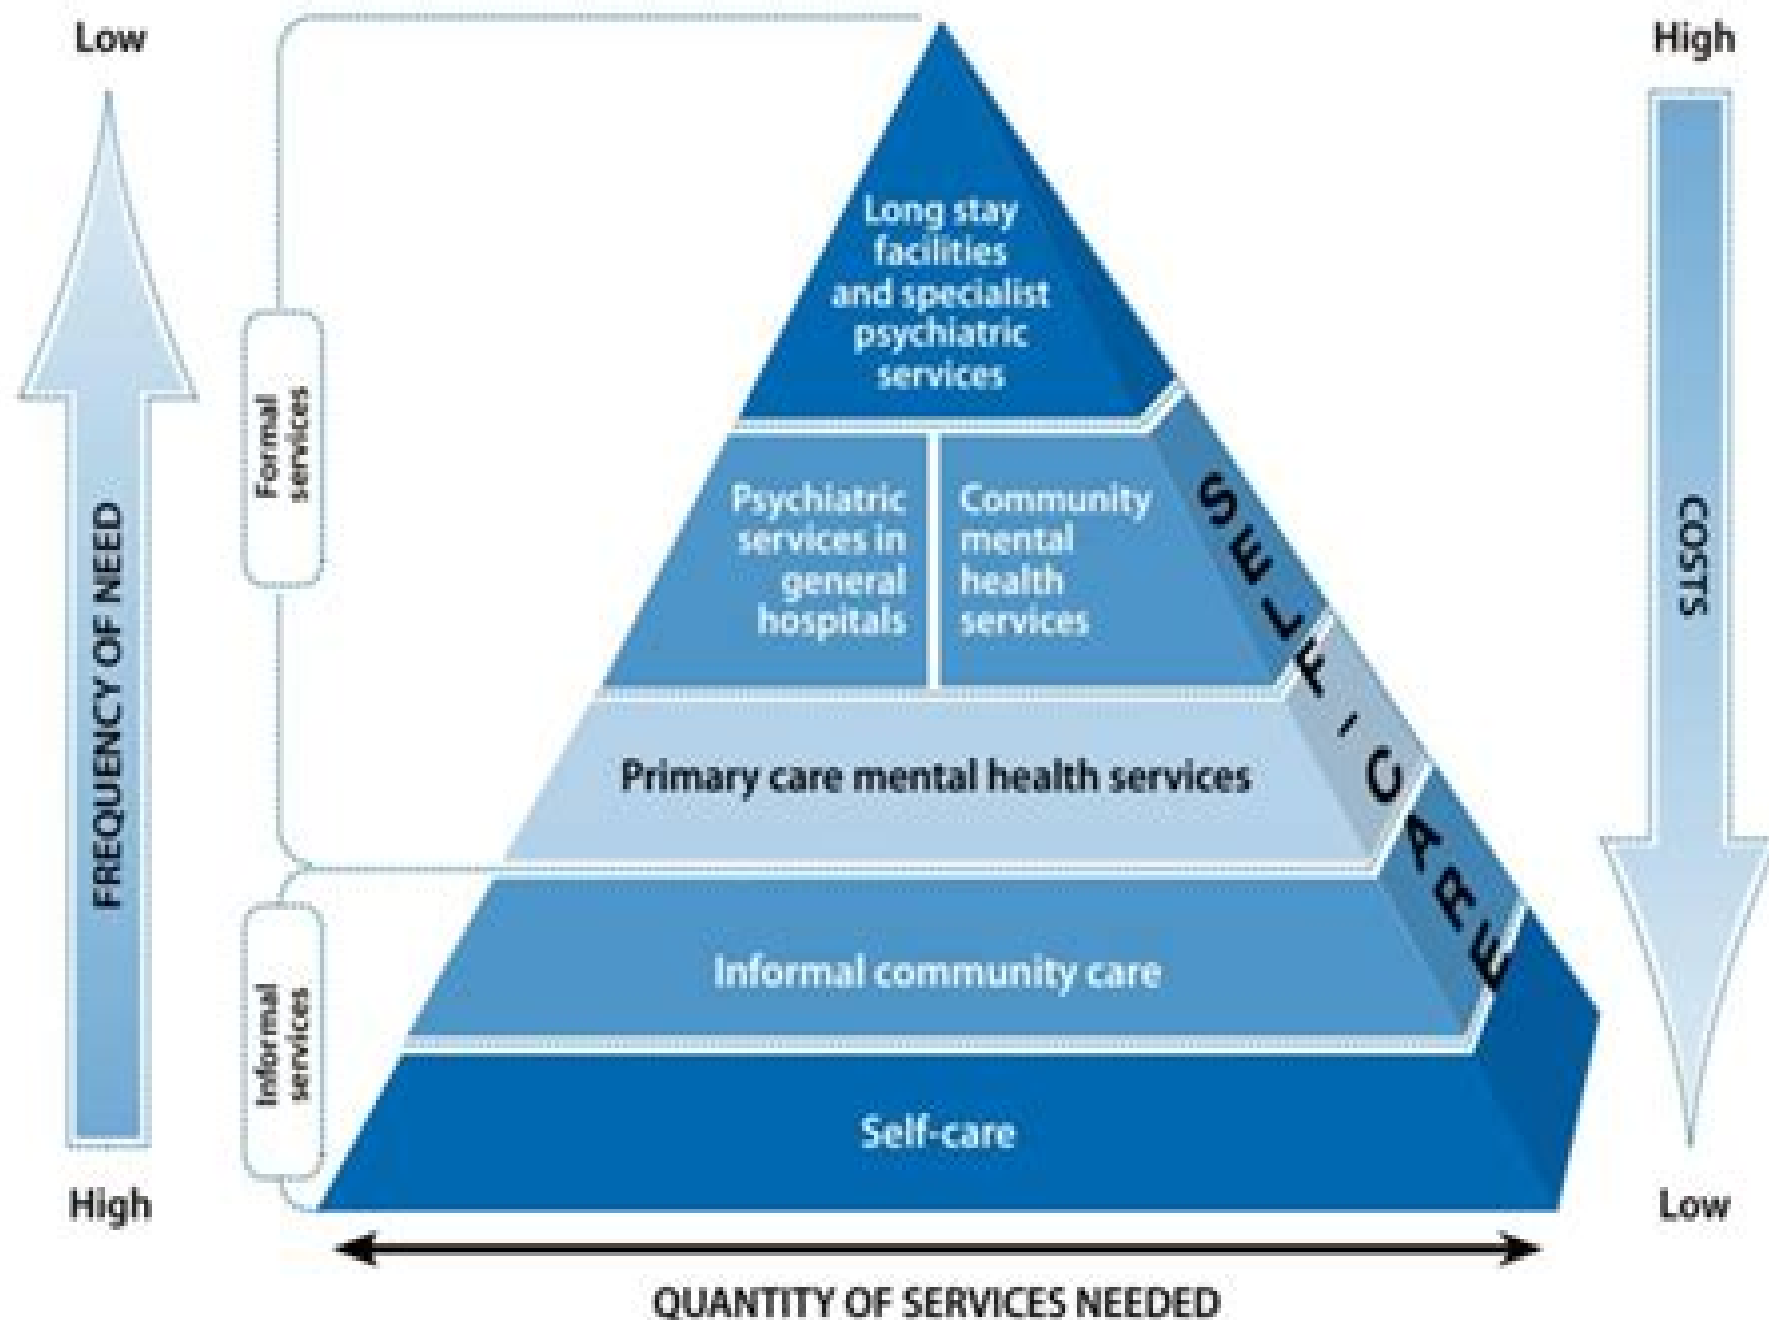 Low
High
Long stay
facilities
and specialist
psychiatric
services
Formal
services
FREQUENCY OF NEED
COSTS
Psychiatric
services in
general
hospitals
Community
mental
health
services
SELF-CARE
Primary care mental health services
Informal community care
Informal
services
Self-care
High
Low
QUANTITY OF SERVICES NEEDED